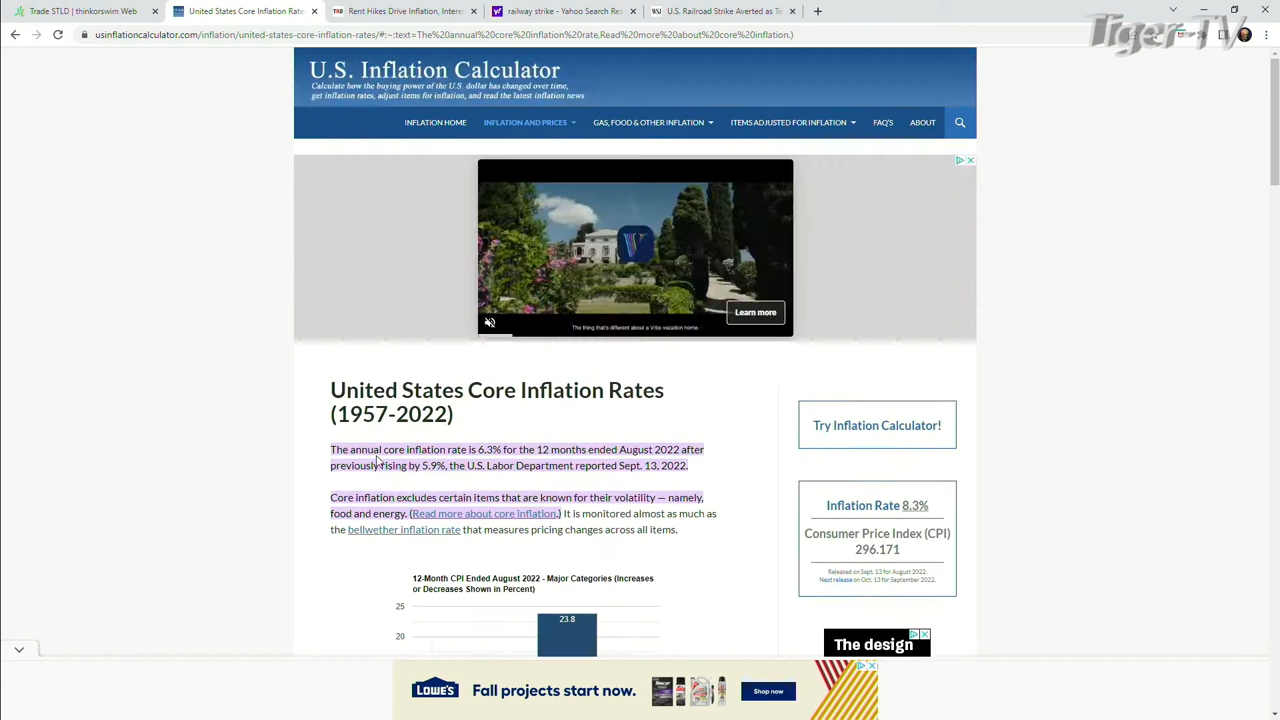 Trade STLD | thinkorswim Web
United States Core Inflation Rate
Rent Hikes Drive Inflation, Interes
railway strike - Yahoo Search Res
U.S. Railroad Strike Averted as Te
Tiger TV
usinflationcalculator.com/inflation/united-states-core-inflation-rates/#:~:text=The%20annual%20core%20inflation%20rate,Read%20more%20about%20core%20inflation.)
U.S. Inflation Calculator
Calculate how the buying power of the U.S. dollar has changed over time,
get inflation rates, adjust items for inflation, and read the latest inflation news
INFLATION HOME
INFLATION AND PRICES
GAS, FOOD & OTHER INFLATION
ITEMS ADJUSTED FOR INFLATION
FAQ'S
ABOUT
Learn more
The thing that's different about a Vrbo vacation home.
United States Core Inflation Rates
(1957-2022)
The annual core inflation rate is 6.3% for the 12 months ended August 2022 after
previously rising by 5.9%, the U.S. Labor Department reported Sept. 13, 2022.
Core inflation excludes certain items that are known for their volatility — namely,
food and energy. (Read more about core inflation.) It is monitored almost as much as
the bellwether inflation rate that measures pricing changes across all items.
12-Month CPI Ended August 2022 - Major Categories (Increases
or Decreases Shown in Percent)
25
23.8
20
Try Inflation Calculator!
Inflation Rate 8.3%
Consumer Price Index (CPI)
296.171
Released on Sept. 13 for August 2022.
Next release on Oct. 13 for September 2022.
The design
LOWE'S
Fall projects start now.
Shop now